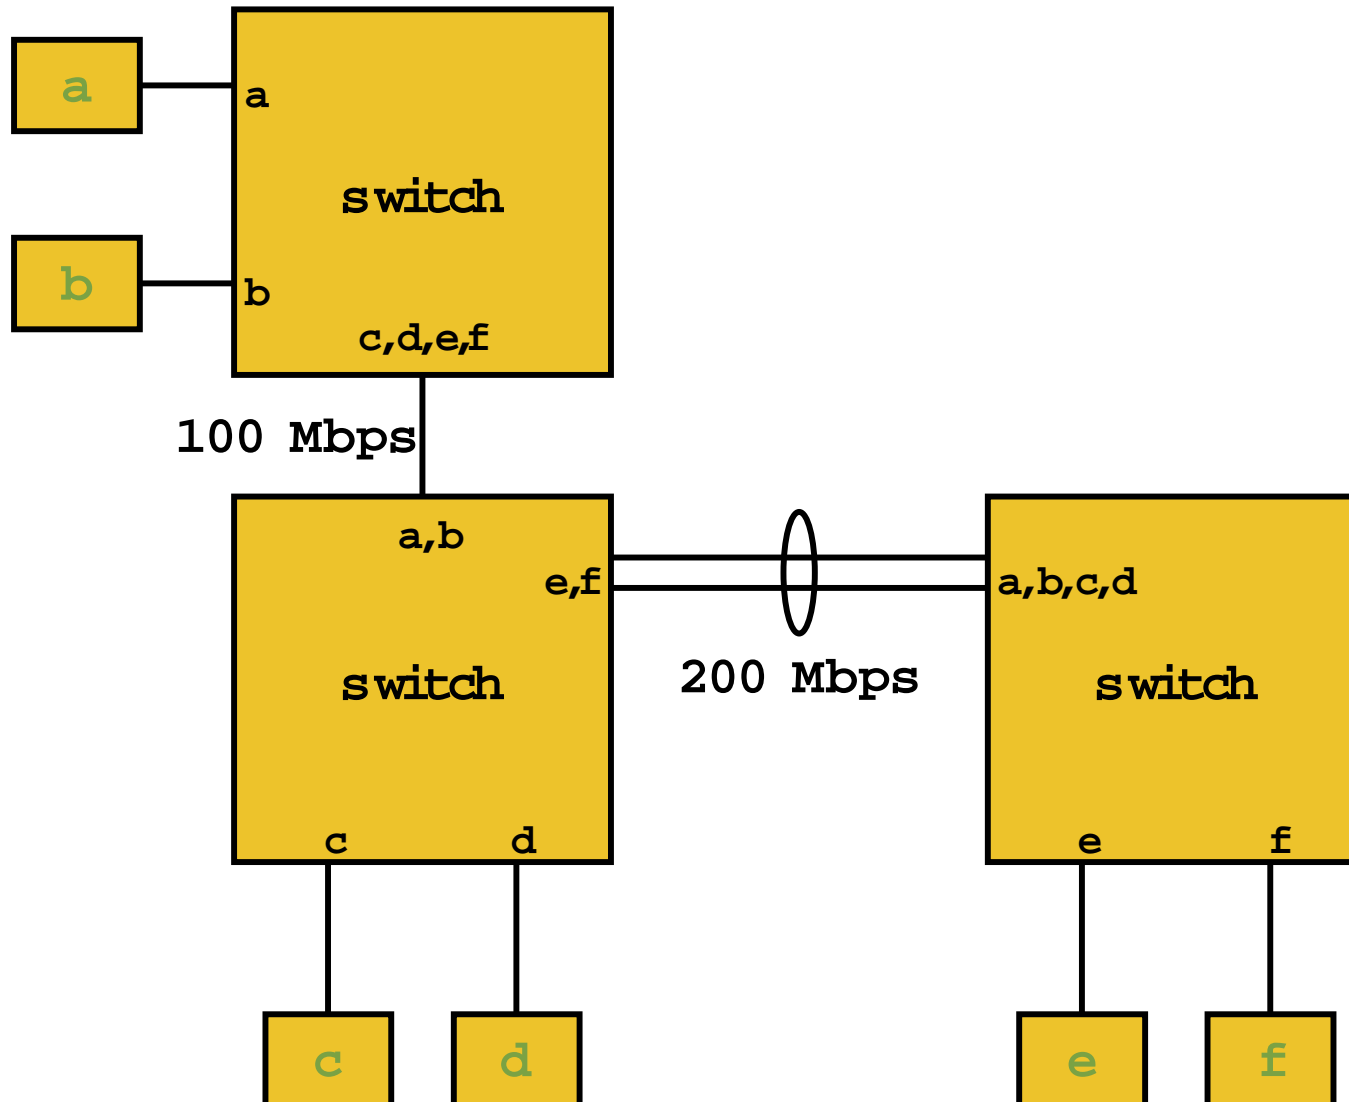 a
a
switch
b
b
c,d,e,f
100 Mbps
a,b
e,f
a,b,c,d
200 Mbps
switch
switch
c
d
e
f
c
d
e
f